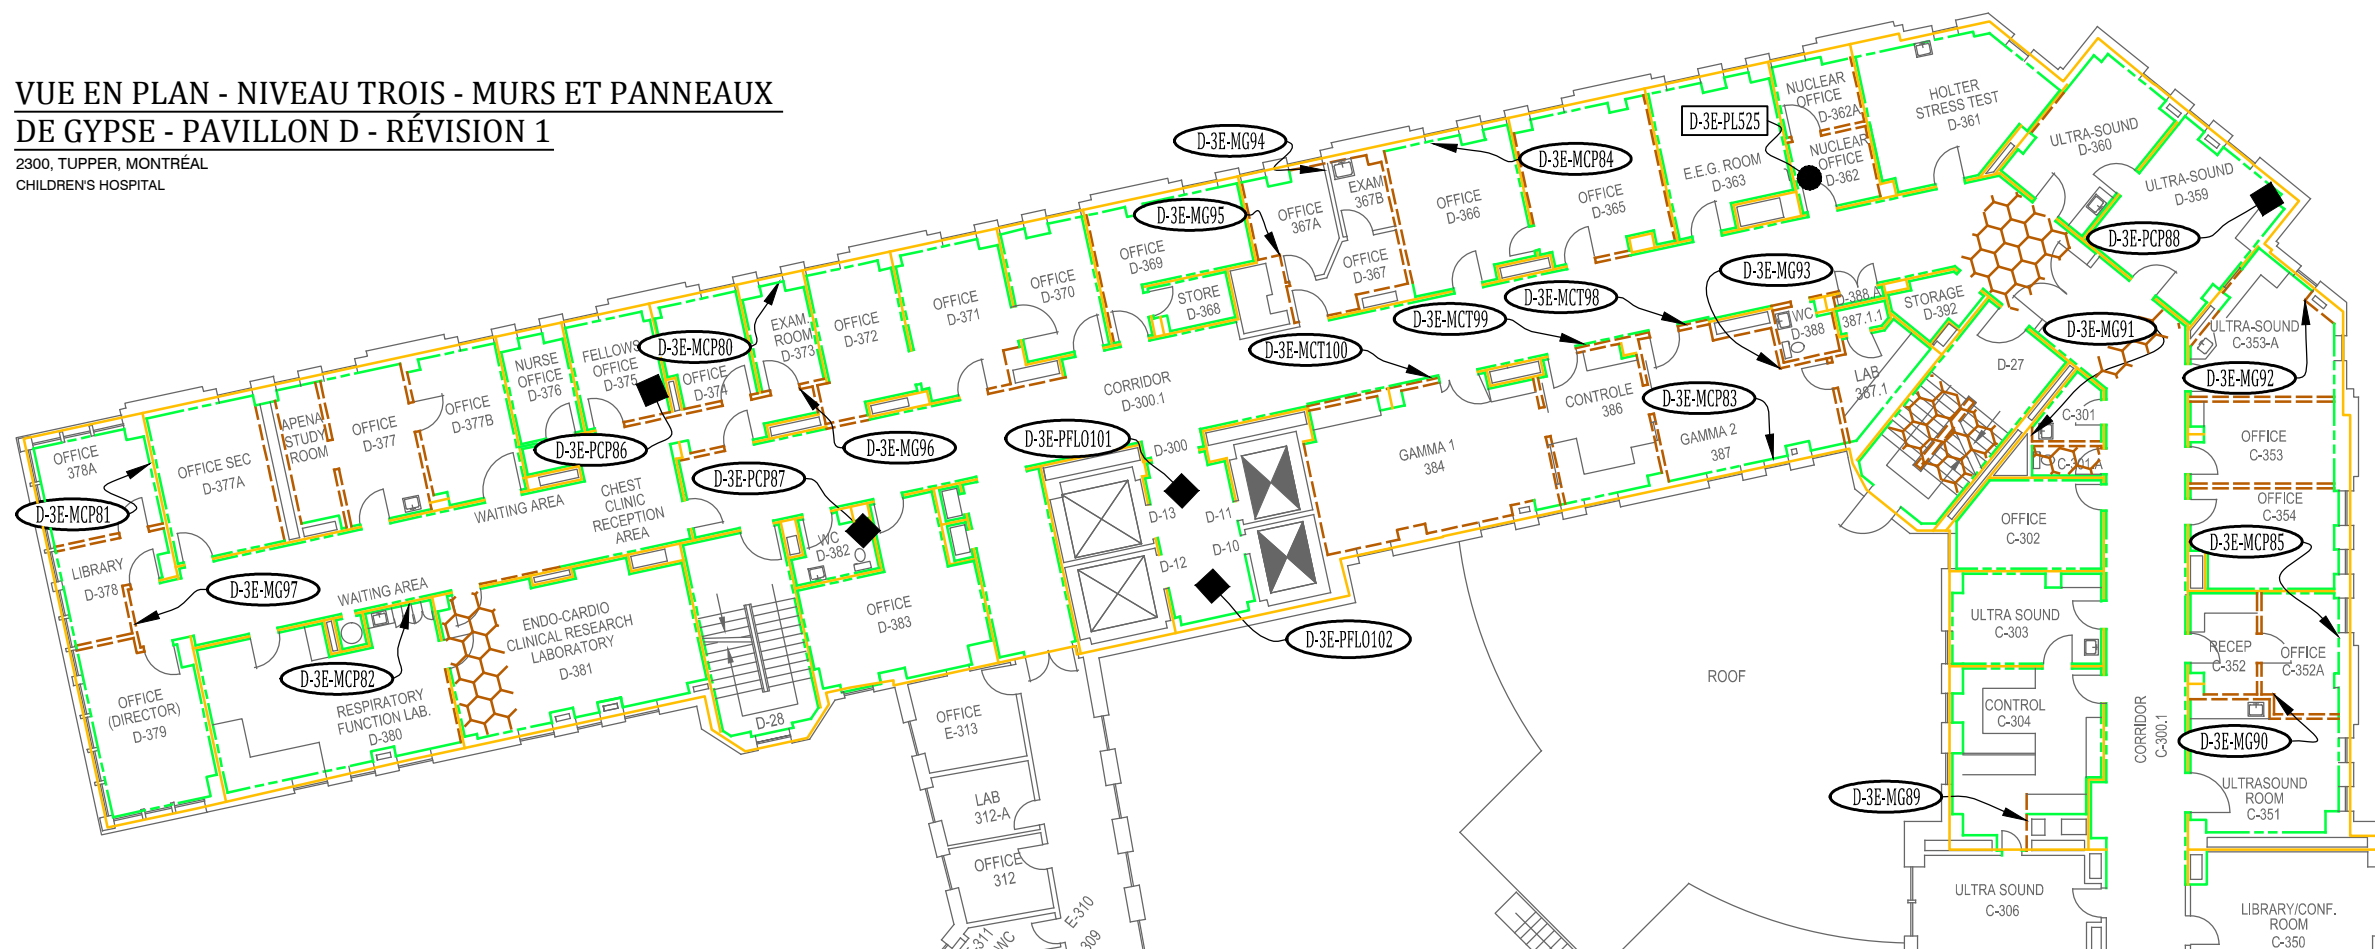 VUE EN PLAN - NIVEAU TROIS - MURS ET PANNEAUX
DE GYPSE - PAVILLON D - RÉVISION 1
2300, TUPPER, MONTRÉAL
CHILDREN'S HOSPITAL
D-3E-MG94
D-3E-MCP84
D-3E-PL525
D-3E-MG95
D-3E-PCP88
D-3E-MG93
D-3E-MCT98
D-3E-MCT99
D-3E-MCT100
D-3E-MCP80
D-3E-MG91
D-3E-MG92
D-3E-MCP83
D-3E-PFLO101
D-3E-MG96
D-3E-PCP86
D-3E-PCP87
D-3E-MCP81
D-3E-MCP85
D-3E-MG97
D-3E-PFLO102
D-3E-MCP82
D-3E-MG90
D-3E-MG89
OFFICE
378A
OFFICE SEC
D-377A
APENA
STUDY
ROOM
OFFICE
D-377
OFFICE
D-377B
NURSE
OFFICE
D-376
FELLOWS
OFFICE
D-375
OFFICE
D-374
EXAM.
ROOM
D-373
OFFICE
D-372
OFFICE
D-371
OFFICE
D-370
OFFICE
D-369
STORE
D-368
OFFICE
367A
EXAM
367B
OFFICE
D-367
OFFICE
D-366
OFFICE
D-365
E.E.G. ROOM
D-363
NUCLEAR
OFFICE
D-362A
NUCLEAR
OFFICE
D-362
HOLTER
STRESS TEST
D-361
ULTRA-SOUND
D-360
ULTRA-SOUND
D-359
LIBRARY
D-378
WAITING AREA
WAITING AREA
CHEST
CLINIC
RECEPTION
AREA
CORRIDOR
D-300.1
D-300
D-13
D-12
D-11
D-10
GAMMA 1
384
CONTROLE
386
GAMMA 2
387
WC
D-388
D-388.A
387.1.1
LAB
387.1
STORAGE
D-392
D-27
C-301
C-301.A
ULTRA-SOUND
C-353-A
OFFICE
C-353
OFFICE
C-354
OFFICE
C-302
ULTRA SOUND
C-303
CONTROL
C-304
RECEP
C-352
OFFICE
C-352A
CORRIDOR
C-300.1
ULTRASOUND
ROOM
C-351
ULTRA SOUND
C-306
LIBRARY/CONF.
ROOM
C-350
OFFICE
(DIRECTOR)
D-379
RESPIRATORY
FUNCTION LAB.
D-380
ENDO-CARDIO
CLINICAL RESEARCH
LABORATORY
D-381
WC
D-382
OFFICE
D-383
D-28
OFFICE
E-313
LAB
312-A
OFFICE
312
E-310
309
E-311
WC
ROOF